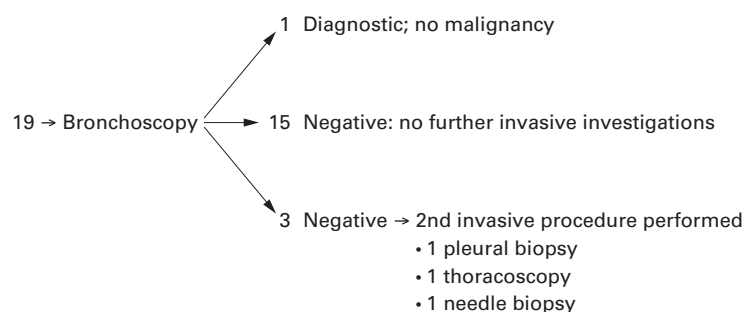 1 Diagnostic; no malignancy
19 → Bronchoscopy
15 Negative: no further invasive investigations
3 Negative → 2nd invasive procedure performed
• 1 pleural biopsy
• 1 thoracoscopy
• 1 needle biopsy